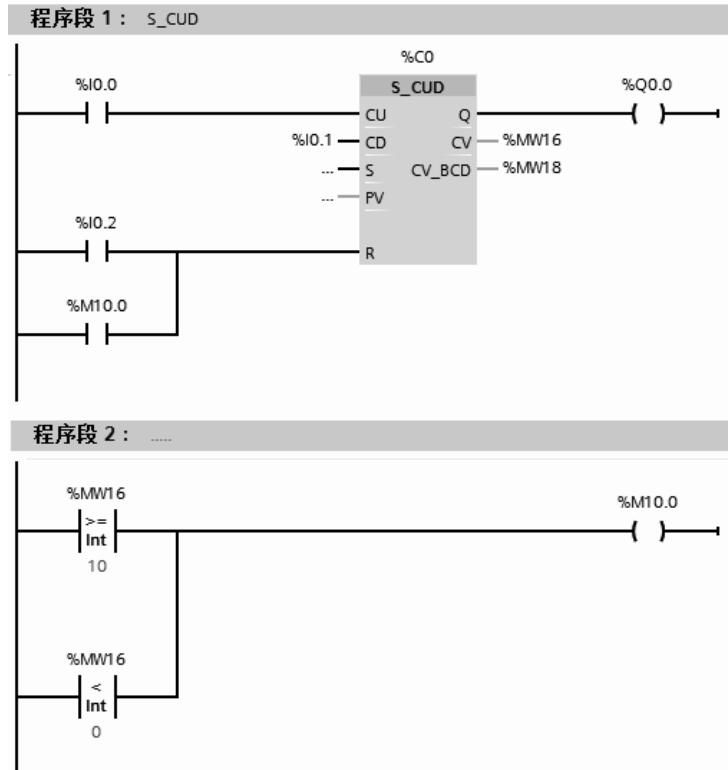 程序段 1： S_CUD
%C0
%I0.0 S_CUD %Q0.0
CU Q
%I0.1 CD CV %MW16
... S CV_BCD %MW18
... PV
%I0.2
R
%M10.0
程序段 2： .....
%MW16 %M10.0
>=
Int
10
%MW16
<
Int
0